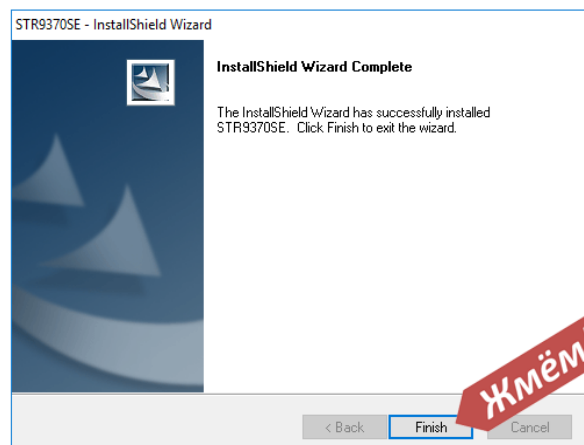 STR9370SE - InstallShield Wizard
InstallShield Wizard Complete
The InstallShield Wizard has successfully installed
STR9370SE. Click Finish to exit the wizard.
Жмём
< Back Finish Cancel